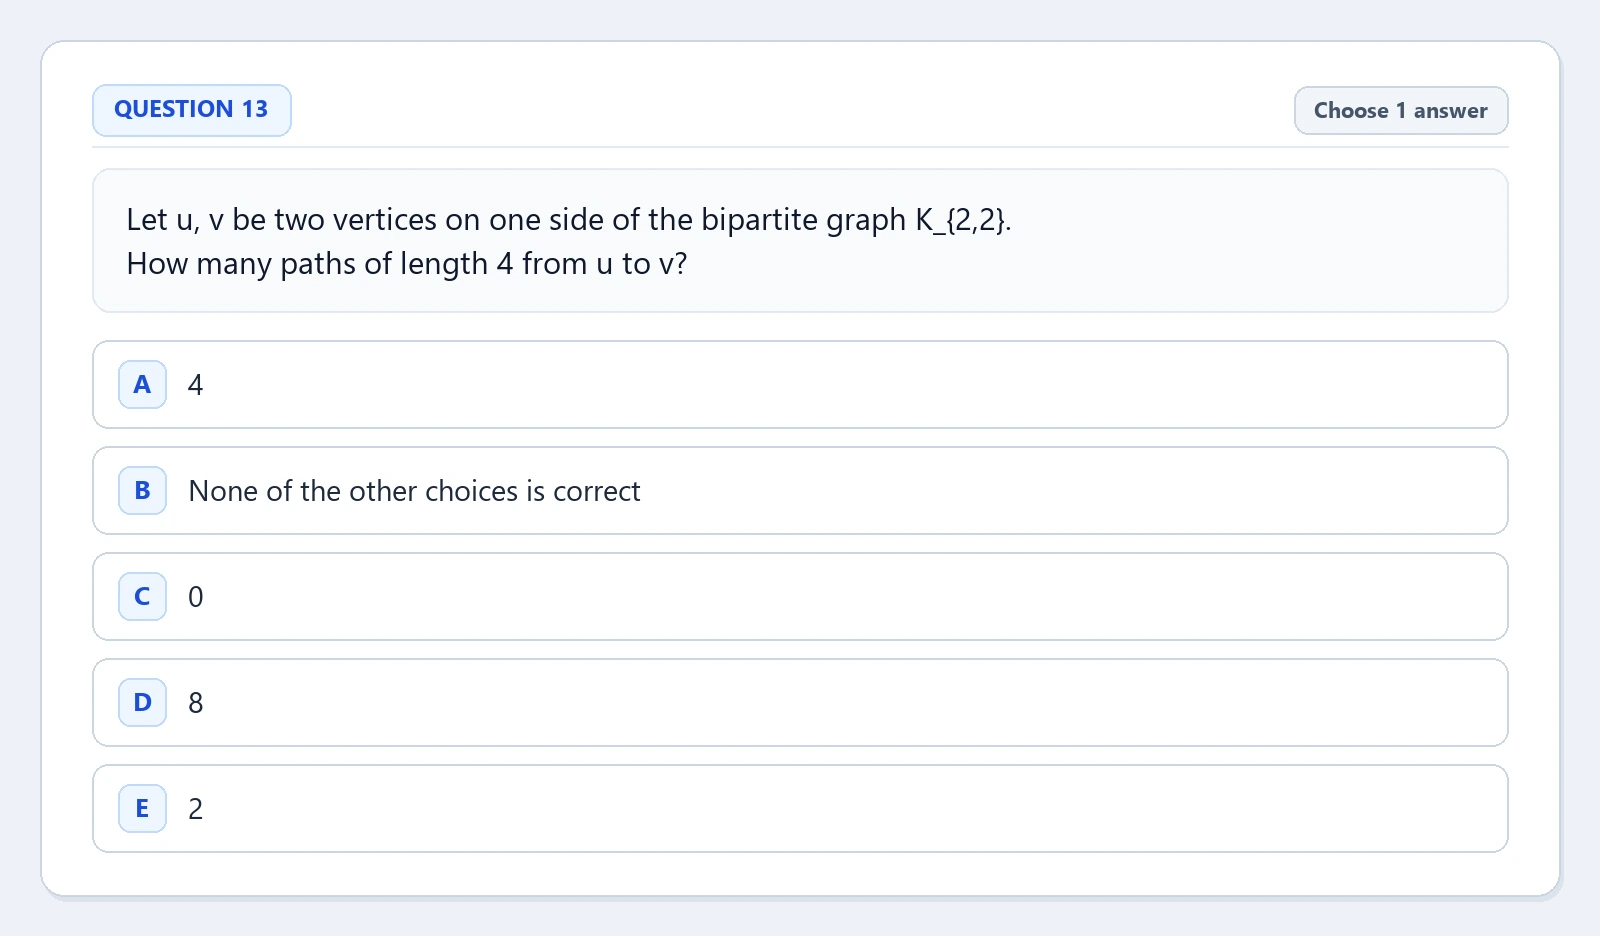 QUESTION 13
Choose 1 answer
Let u, v be two vertices on one side of the bipartite graph K_{2,2}.
How many paths of length 4 from u to v?
A 4
B None of the other choices is correct
C 0
D 8
E 2